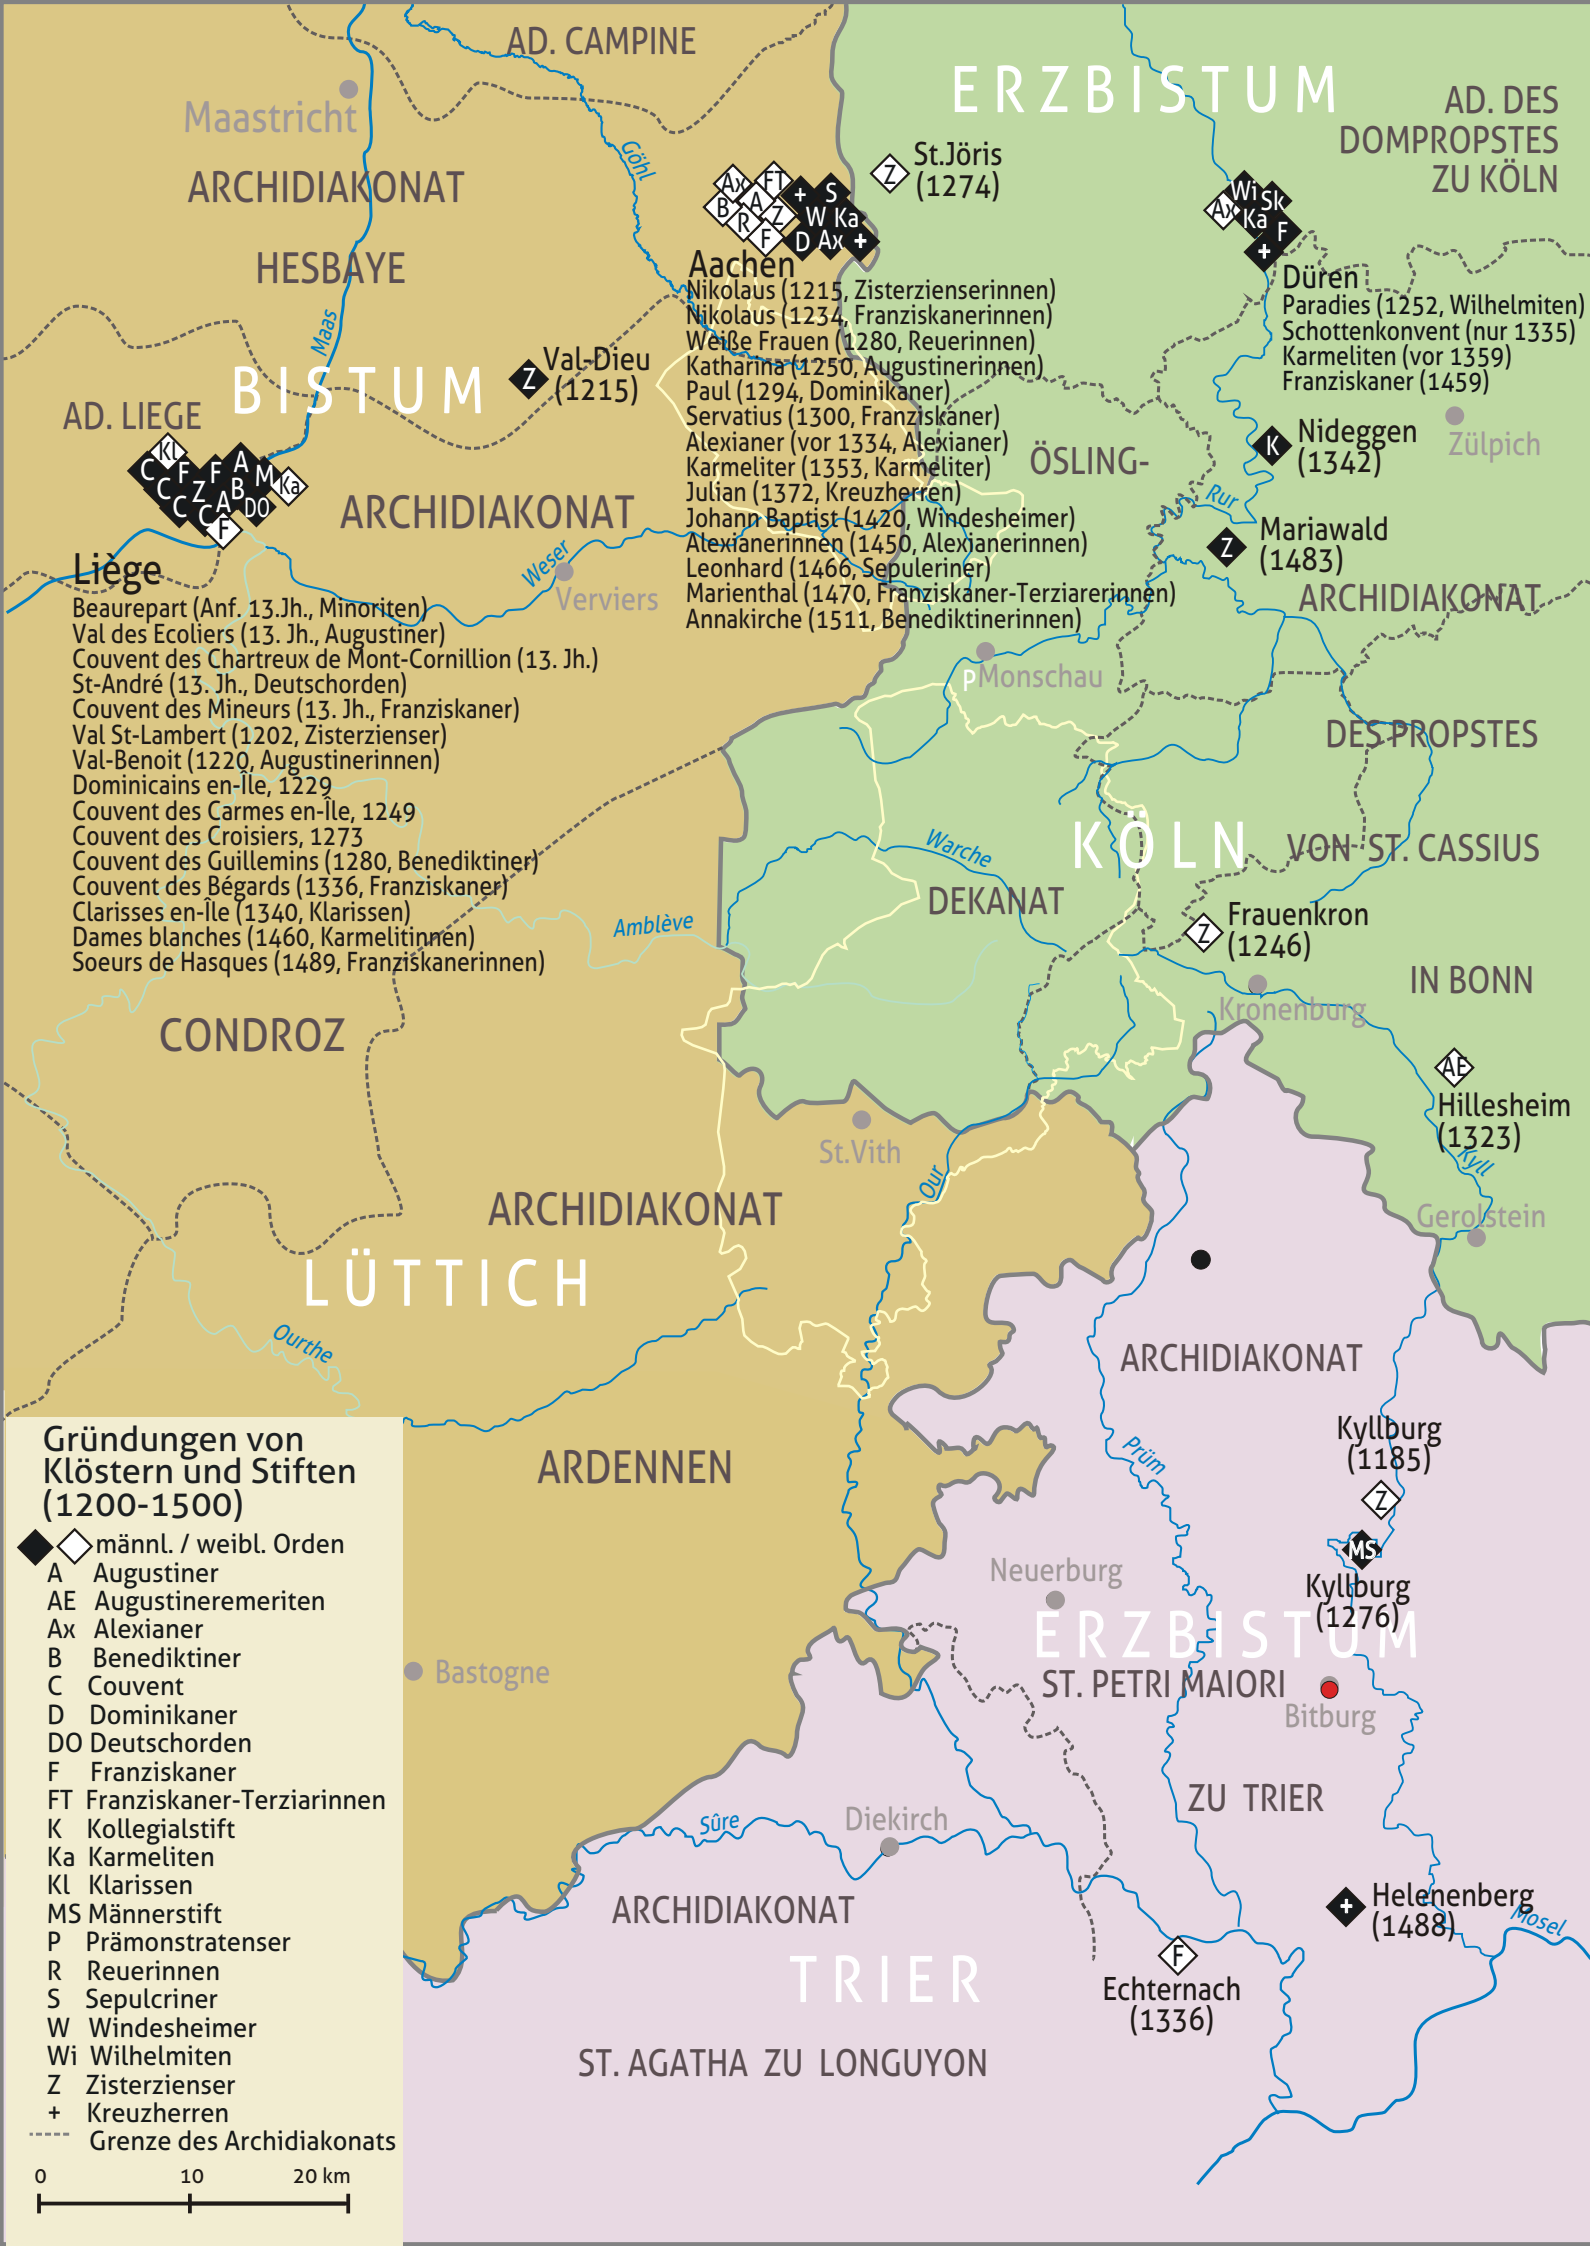 AD. CAMPINE
ERZBISTUM
AD. DES
DOMPROPSTES
ZU KÖLN
Maastricht
ARCHIDIAKONAT
HESBAYE
Göhl
Maas
St.Jöris
(1274)
Z
Ax
FT
B
A
R
Z
F
+
S
W
Ka
D
Ax
+
Aachen
Nikolaus (1215, Zisterzienserinnen)
Nikolaus (1234, Franziskanerinnen)
Weiße Frauen (1280, Reuerinnen)
Katharina (1250, Augustinerinnen)
Paul (1294, Dominikaner)
Servatius (1300, Franziskaner)
Alexianer (vor 1334, Alexianer)
Karmeliter (1353, Karmeliter)
Julian (1372, Kreuzherren)
Johann Baptist (1420, Windesheimer)
Alexianerinnen (1450, Alexianerinnen)
Leonhard (1466, Sepuleriner)
Marienthal (1470, Franziskaner-Terziarerinnen)
Annakirche (1511, Benediktinerinnen)
Wi
Sk
Ax
Ka
F
+
Düren
Paradies (1252, Wilhelmiten)
Schottenkonvent (nur 1335)
Karmeliten (vor 1359)
Franziskaner (1459)
BISTUM
Z
Val-Dieu
(1215)
AD. LIEGE
ARCHIDIAKONAT
Kl
C
F
F
A
M
Ka
C
Z
B
C
A
DO
C
F
Liège
Beaurepart (Anf. 13.Jh., Minoriten)
Val des Ecoliers (13. Jh., Augustiner)
Couvent des Chartreux de Mont-Cornillion (13. Jh.)
St-André (13. Jh., Deutschorden)
Couvent des Mineurs (13. Jh., Franziskaner)
Val St-Lambert (1202, Zisterzienser)
Val-Benoit (1220, Augustinerinnen)
Dominicains en-Île, 1229
Couvent des Carmes en-Île, 1249
Couvent des Croisiers, 1273
Couvent des Guillemins (1280, Benediktiner)
Couvent des Bégards (1336, Franziskaner)
Clarisses en-Île (1340, Klarissen)
Dames blanches (1460, Karmelitinnen)
Soeurs de Hasques (1489, Franziskanerinnen)
Weser
Verviers
ÖSLING-
K
Nideggen
(1342)
Zülpich
Rur
Z
Mariawald
(1483)
ARCHIDIAKONAT
P
Monschau
DES PROPSTES
KÖLN
VON ST. CASSIUS
Warche
DEKANAT
Amblève
Z
Frauenkron
(1246)
IN BONN
Kronenburg
CONDROZ
AE
Hillesheim
(1323)
Kyll
Gerolstein
St.Vith
Our
ARCHIDIAKONAT
LÜTTICH
Ourthe
ARCHIDIAKONAT
ARDENNEN
Prüm
Kyllburg
(1185)
Z
MS
Kyllburg
(1276)
Neuerburg
ERZBISTUM
ST. PETRI MAIORI
Bitburg
Bastogne
ZU TRIER
Sûre
Diekirch
ARCHIDIAKONAT
TRIER
ST. AGATHA ZU LONGUYON
F
Echternach
(1336)
+
Helenenberg
(1488)
Mosel
Gründungen von
Klöstern und Stiften
(1200-1500)
männl. / weibl. Orden
A Augustiner
AE Augustineremeriten
Ax Alexianer
B Benediktiner
C Couvent
D Dominikaner
DO Deutschorden
F Franziskaner
FT Franziskaner-Terziarinnen
K Kollegialstift
Ka Karmeliten
Kl Klarissen
MS Männerstift
P Prämonstratenser
R Reuerinnen
S Sepulcriner
W Windesheimer
Wi Wilhelmiten
Z Zisterzienser
+ Kreuzherren
Grenze des Archidiakonats
0 10 20 km